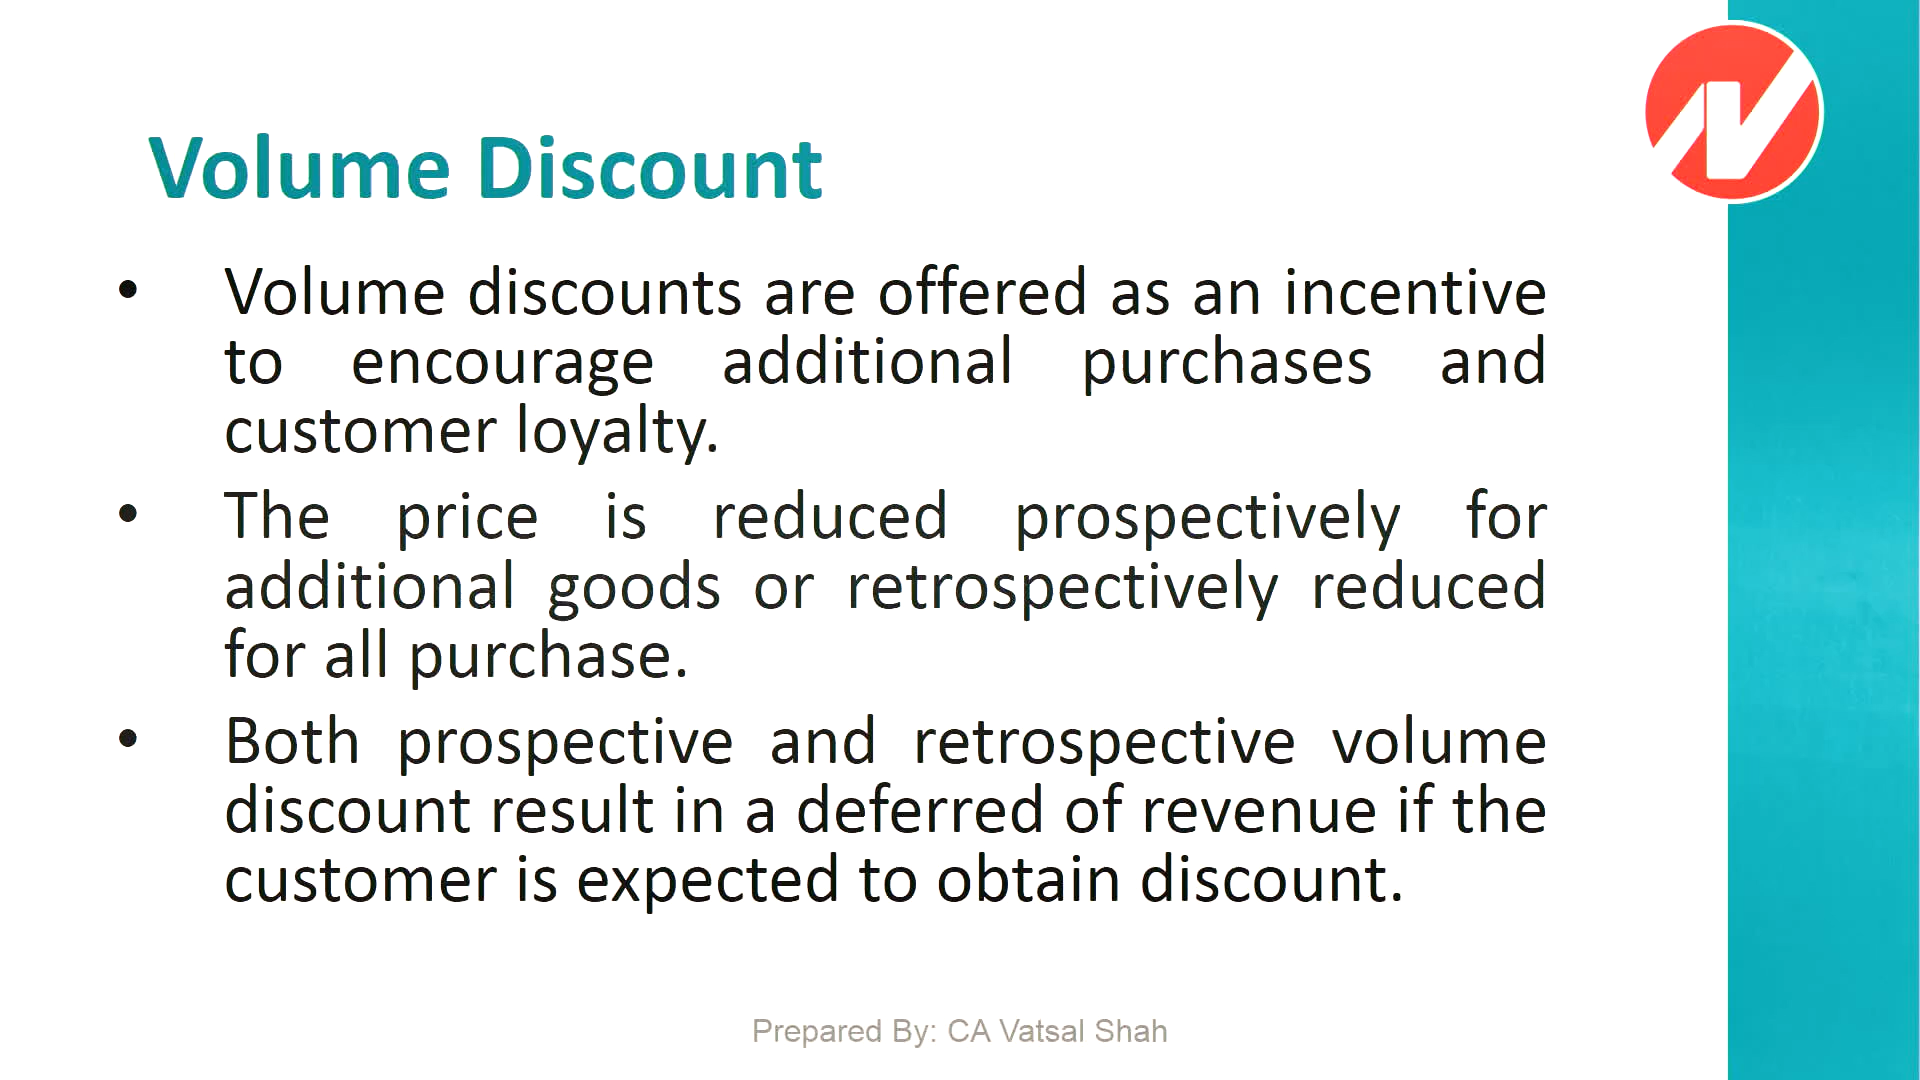 Volume Discount
• Volume discounts are offered as an incentive
to encourage additional purchases and
customer loyalty.
• The price is reduced prospectively for
additional goods or retrospectively reduced
for all purchase.
• Both prospective and retrospective volume
discount result in a deferred of revenue if the
customer is expected to obtain discount.
Prepared By: CA Vatsal Shah